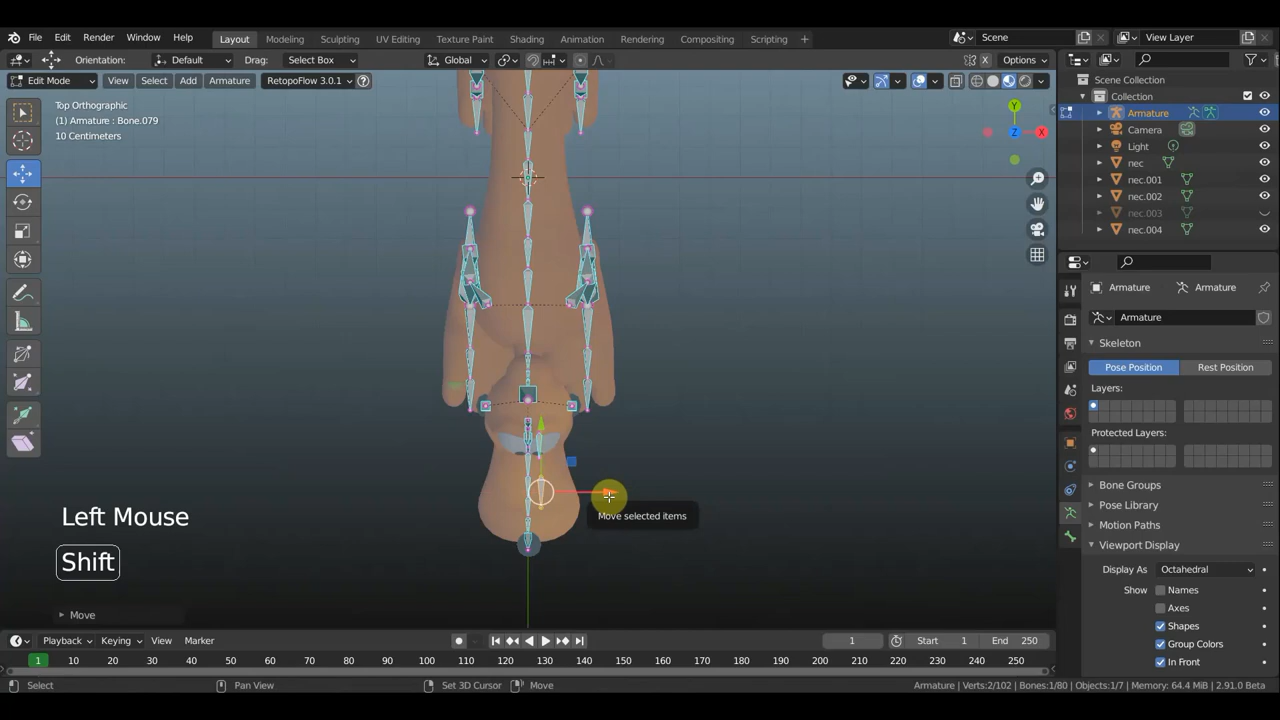 File Edit Render Window Help Layout Modeling Sculpting UV Editing Texture Paint Shading Animation Rendering Compositing Scripting + Scene View Layer
Orientation: Default Drag: Select Box Global Options
Edit Mode View Select Add Armature RetopoFlow 3.0.1 ?
Top Orthographic
(1) Armature : Bone.079
10 Centimeters
Y
X
Z
Scene Collection
Collection
Armature
Camera
Light
nec
nec.001
nec.002
nec.003
nec.004
Armature Armature
Armature
Skeleton
Pose Position Rest Position
Layers:
Protected Layers:
Bone Groups
Pose Library
Motion Paths
Viewport Display
Display As Octahedral
Show Names
Axes
Shapes
Group Colors
In Front
Move selected items
Left Mouse
Shift
Move
Playback Keying View Marker 1 Start 1 End 250
1 10 20 30 40 50 60 70 80 90 100 110 120 130 140 150 160 170 180 190 200 210 220 230 240 250
Select Pan View Set 3D Cursor Move Armature | Verts:2/102 | Bones:1/80 | Objects:1/7 | Memory: 64.4 MiB | 2.91.0 Beta